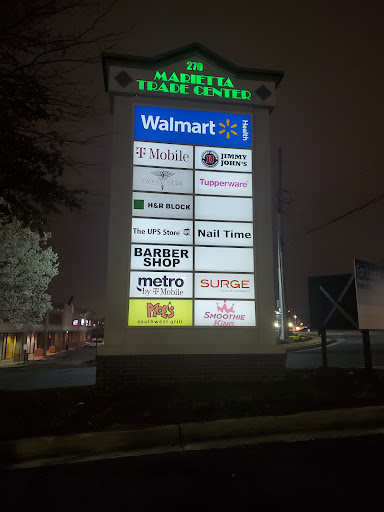 270
MARIETTA
TRADE CENTER
Walmart Health
T Mobile
JIMMY
JOHN'S
Tupperware
H&R BLOCK
The UPS Store
Nail Time
BARBER
SHOP
metro
by T Mobile
SURGE
MOE'S
southwest grill
SMOOTHIE
KING